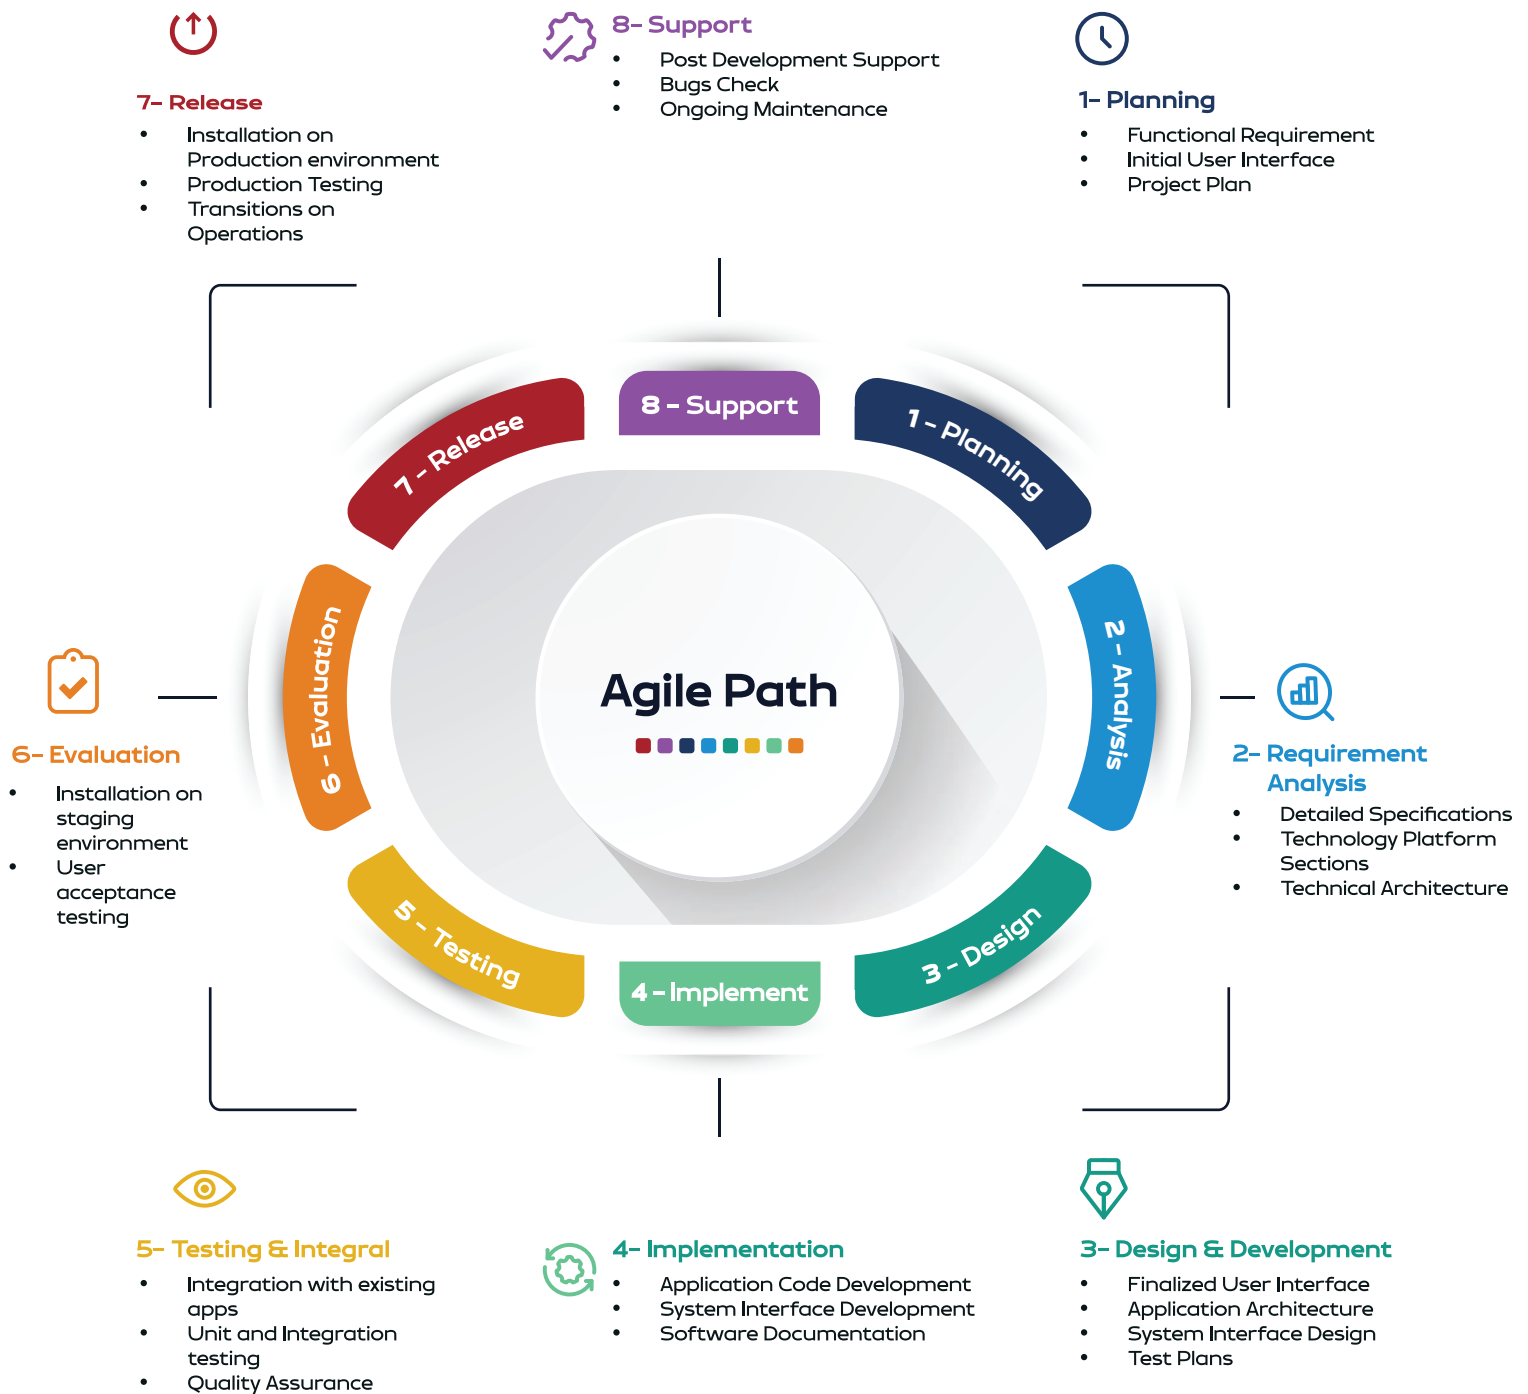 7- Release
• Installation on
Production environment
• Production Testing
• Transitions on
Operations
8- Support
• Post Development Support
• Bugs Check
• Ongoing Maintenance
1- Planning
• Functional Requirement
• Initial User Interface
• Project Plan
7 - Release
8 - Support
1 - Planning
6 - Evaluation
2 - Analysis
Agile Path
5 - Testing
4 - Implement
3 - Design
6- Evaluation
• Installation on
staging
environment
• User
acceptance
testing
2- Requirement
Analysis
• Detailed Specifications
• Technology Platform
Sections
• Technical Architecture
5- Testing & Integral
• Integration with existing
apps
• Unit and Integration
testing
• Quality Assurance
4- Implementation
• Application Code Development
• System Interface Development
• Software Documentation
3- Design & Development
• Finalized User Interface
• Application Architecture
• System Interface Design
• Test Plans